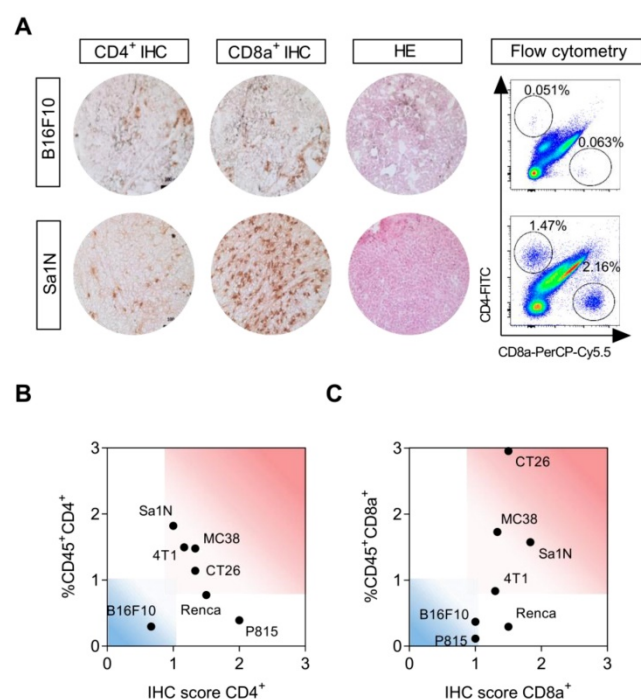 A
CD4⁺ IHC
CD8a⁺ IHC
HE
Flow cytometry
B16F10
0.051%
0.063%
Sa1N
1.47%
2.16%
CD4-FITC
CD8a-PerCP-Cy5.5
B
%CD45⁺CD4⁺
3
2
1
0
Sa1N
4T1
MC38
CT26
Renca
B16F10
P815
0 1 2 3
IHC score CD4⁺
C
%CD45⁺CD8a⁺
3
2
1
0
CT26
MC38
Sa1N
4T1
B16F10
Renca
P815
0 1 2 3
IHC score CD8a⁺